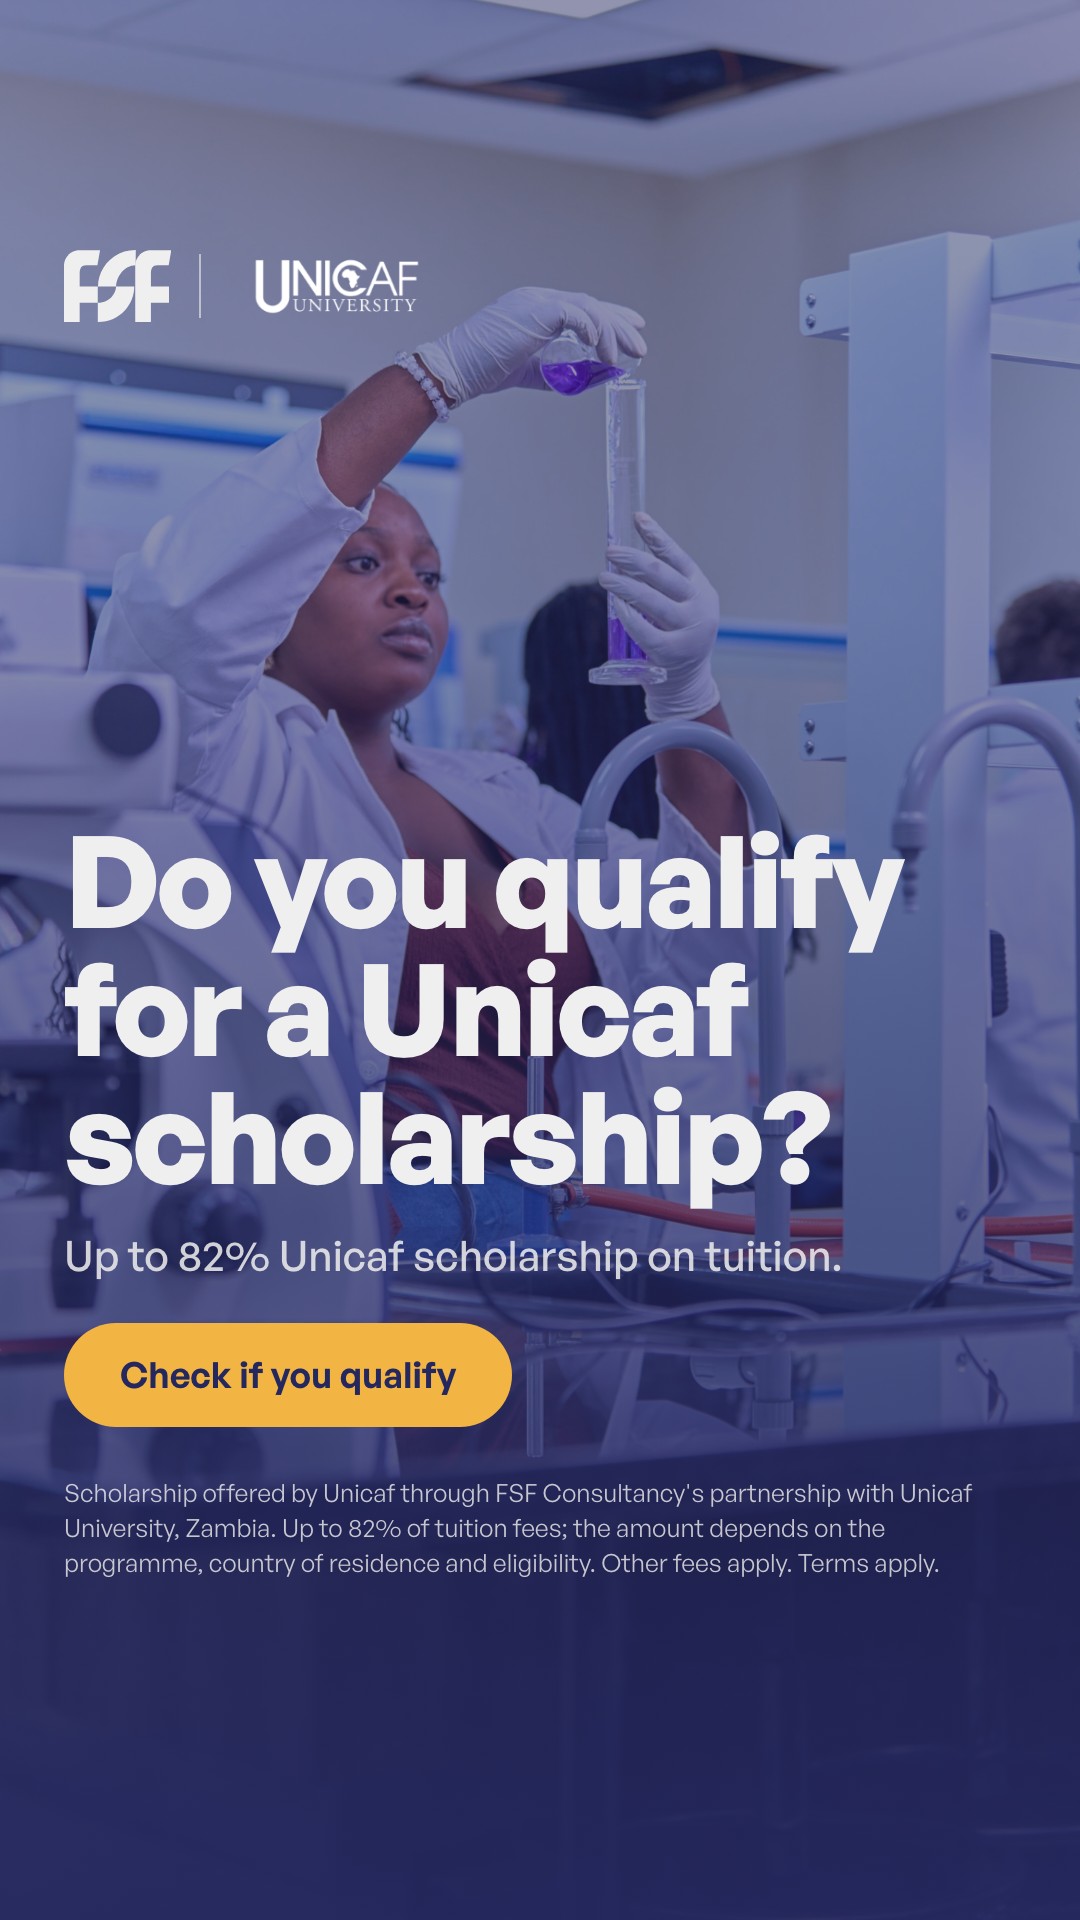 FSF
UNICAF
UNIVERSITY
Do you qualify
for a Unicaf
scholarship?
Up to 82% Unicaf scholarship on tuition.
Check if you qualify
Scholarship offered by Unicaf through FSF Consultancy's partnership with Unicaf
University, Zambia. Up to 82% of tuition fees; the amount depends on the
programme, country of residence and eligibility. Other fees apply. Terms apply.